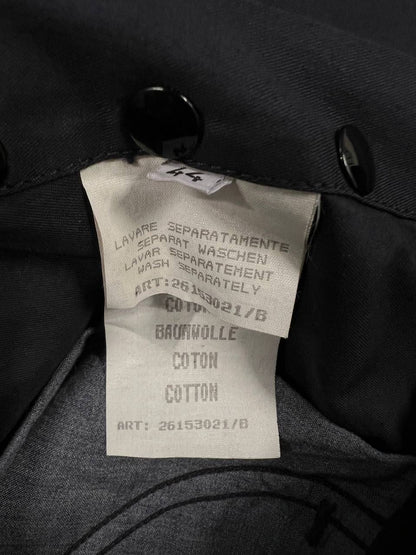 44
LAVARE SEPARATAMENTE
SEPARAT WASCHEN
LAVAR SEPARATEMENT
WASH SEPARATELY
ART:26153021/B
BAUMWOLLE
COTON
COTTON
ART: 26153021/B